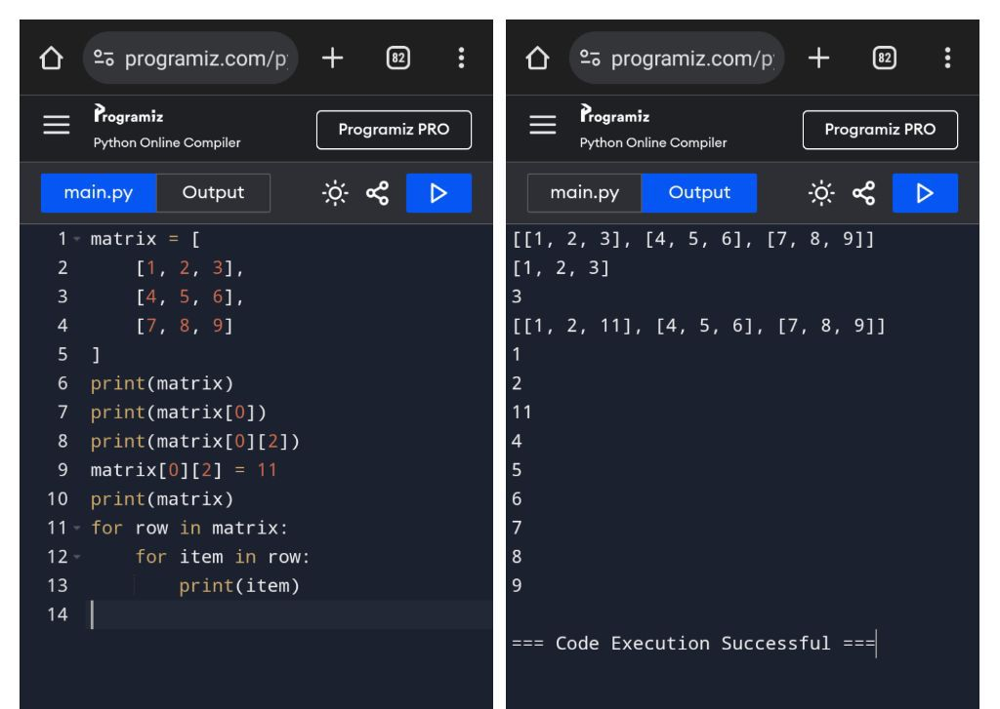 programiz.com/p
82
Programiz
Python Online Compiler
Programiz PRO
main.py
Output
1 matrix = [
2     [1, 2, 3],
3     [4, 5, 6],
4     [7, 8, 9]
5 ]
6 print(matrix)
7 print(matrix[0])
8 print(matrix[0][2])
9 matrix[0][2] = 11
10 print(matrix)
11 for row in matrix:
12     for item in row:
13         print(item)
14
programiz.com/p
82
Programiz
Python Online Compiler
Programiz PRO
main.py
Output
[[1, 2, 3], [4, 5, 6], [7, 8, 9]]
[1, 2, 3]
3
[[1, 2, 11], [4, 5, 6], [7, 8, 9]]
1
2
11
4
5
6
7
8
9
=== Code Execution Successful ===